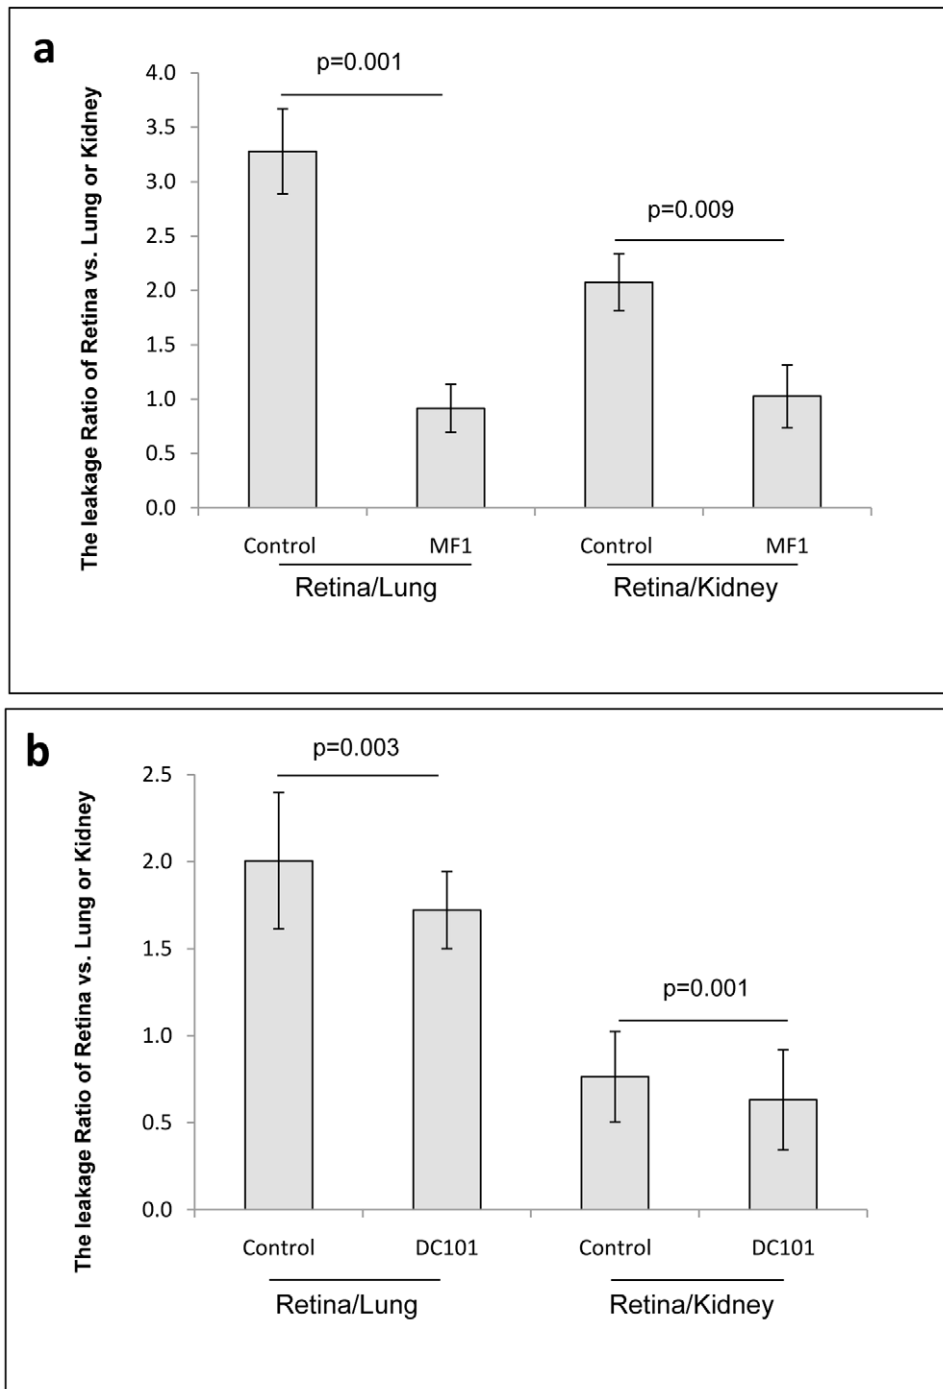 a
p=0.001
The leakage Ratio of Retina vs. Lung or Kidney
4.0
3.5
3.0
2.5
2.0
1.5
1.0
0.5
0.0
p=0.009
Control MF1 Control MF1
Retina/Lung Retina/Kidney
b
p=0.003
The leakage Ratio of Retina vs. Lung or Kidney
2.5
2.0
1.5
1.0
0.5
0.0
p=0.001
Control DC101 Control DC101
Retina/Lung Retina/Kidney